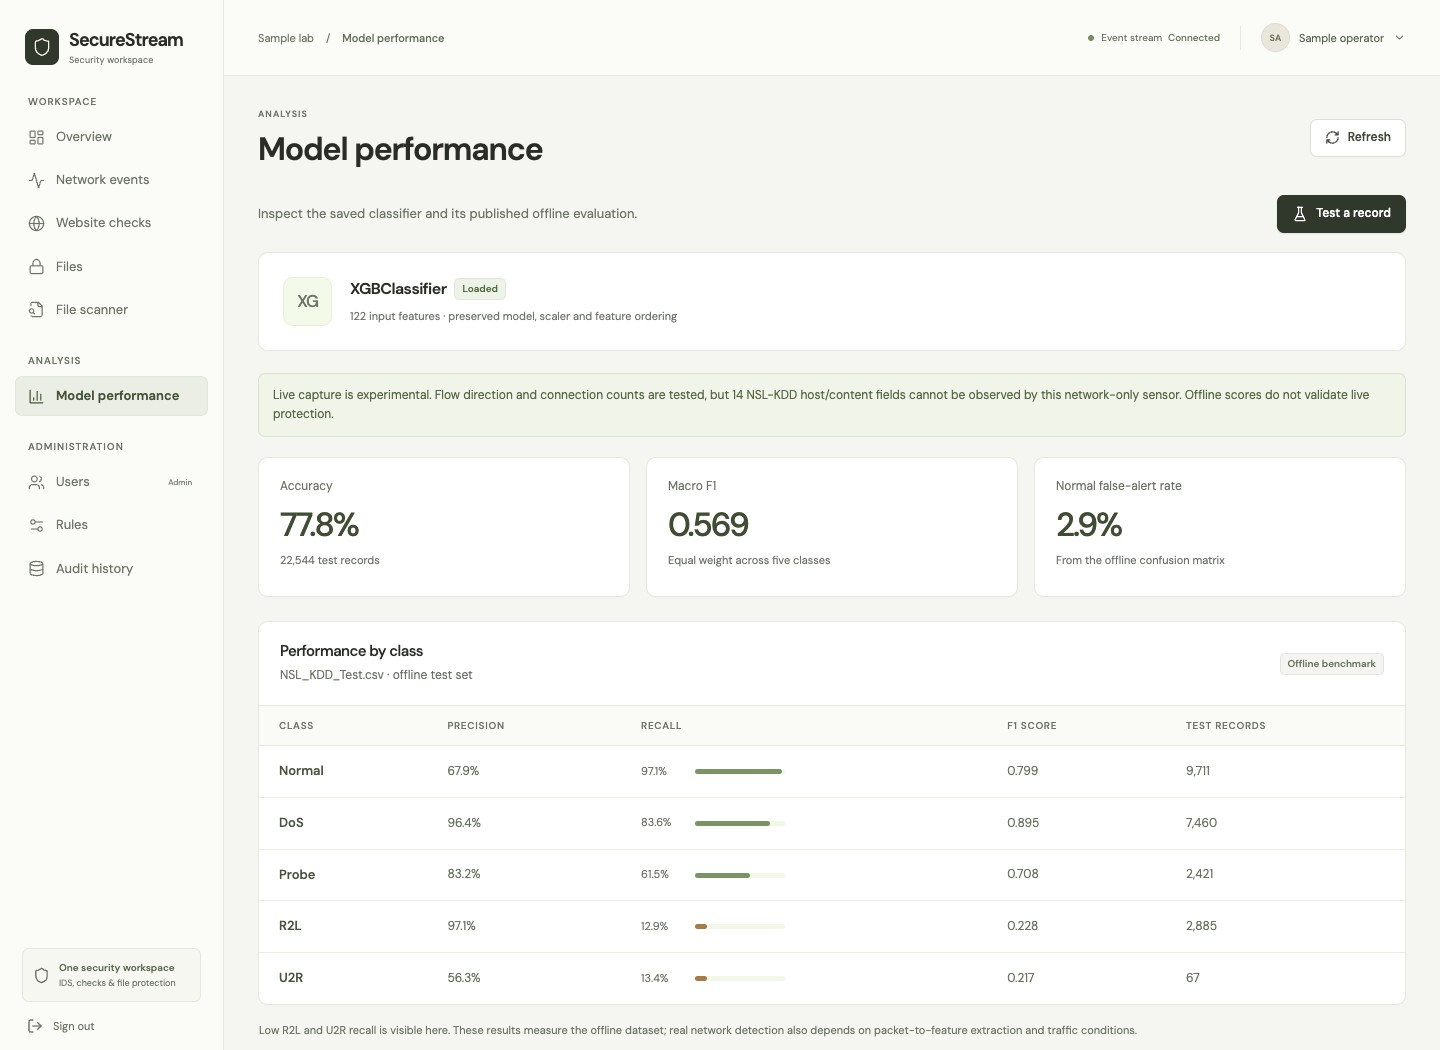 SecureStream
Security workspace
WORKSPACE
Overview
Network events
Website checks
Files
File scanner
ANALYSIS
Model performance
ADMINISTRATION
Users Admin
Rules
Audit history
One security workspace
IDS, checks & file protection
Sign out
Sample lab / Model performance
Event stream Connected
SA Sample operator
ANALYSIS
Model performance
Refresh
Inspect the saved classifier and its published offline evaluation.
Test a record
XG
XGBClassifier Loaded
122 input features · preserved model, scaler and feature ordering
Live capture is experimental. Flow direction and connection counts are tested, but 14 NSL-KDD host/content fields cannot be observed by this network-only sensor. Offline scores do not validate live
protection.
Accuracy
77.8%
22,544 test records
Macro F1
0.569
Equal weight across five classes
Normal false-alert rate
2.9%
From the offline confusion matrix
Performance by class
NSL_KDD_Test.csv · offline test set
Offline benchmark
CLASS PRECISION RECALL F1 SCORE TEST RECORDS
Normal 67.9% 97.1% 0.799 9,711
DoS 96.4% 83.6% 0.895 7,460
Probe 83.2% 61.5% 0.708 2,421
R2L 97.1% 12.9% 0.228 2,885
U2R 56.3% 13.4% 0.217 67
Low R2L and U2R recall is visible here. These results measure the offline dataset; real network detection also depends on packet-to-feature extraction and traffic conditions.